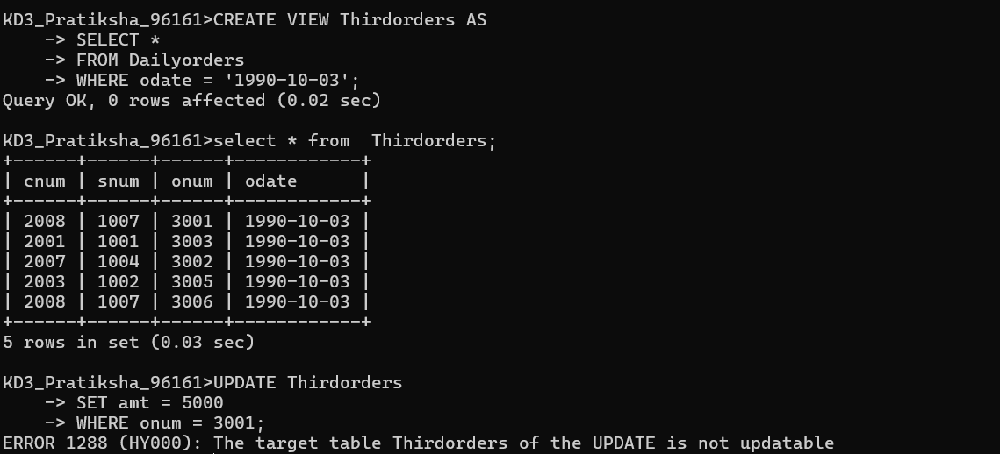 KD3_Pratiksha_96161>CREATE VIEW Thirdorders AS
    -> SELECT *
    -> FROM Dailyorders
    -> WHERE odate = '1990-10-03';
Query OK, 0 rows affected (0.02 sec)

KD3_Pratiksha_96161>select * from  Thirdorders;
+------+------+------+------------+
| cnum | snum | onum | odate      |
+------+------+------+------------+
| 2008 | 1007 | 3001 | 1990-10-03 |
| 2001 | 1001 | 3003 | 1990-10-03 |
| 2007 | 1004 | 3002 | 1990-10-03 |
| 2003 | 1002 | 3005 | 1990-10-03 |
| 2008 | 1007 | 3006 | 1990-10-03 |
+------+------+------+------------+
5 rows in set (0.03 sec)

KD3_Pratiksha_96161>UPDATE Thirdorders
    -> SET amt = 5000
    -> WHERE onum = 3001;
ERROR 1288 (HY000): The target table Thirdorders of the UPDATE is not updatable